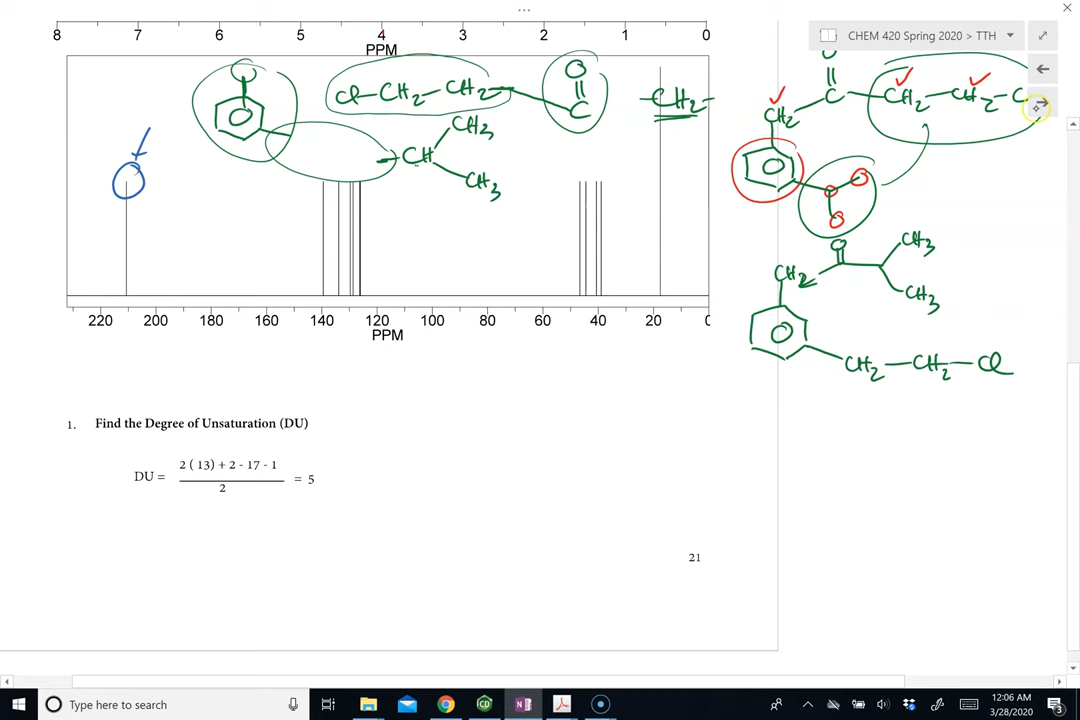 8 7 6 5 4 3 2 1 0
PPM
CHEM 420 Spring 2020 > TTH
O
Cl-CH2-CH2
C
-CH2-
CH
CH3
CH3
C
CH2
CH2-CH2-C
220 200 180 160 140 120 100 80 60 40 20 0
PPM
CH2
O
CH3
CH3
CH2-CH2-Cl
1. Find the Degree of Unsaturation (DU)
DU = 2 ( 13) + 2 - 17 - 1 = 5
2
21
Type here to search
12:06 AM
3/28/2020
3